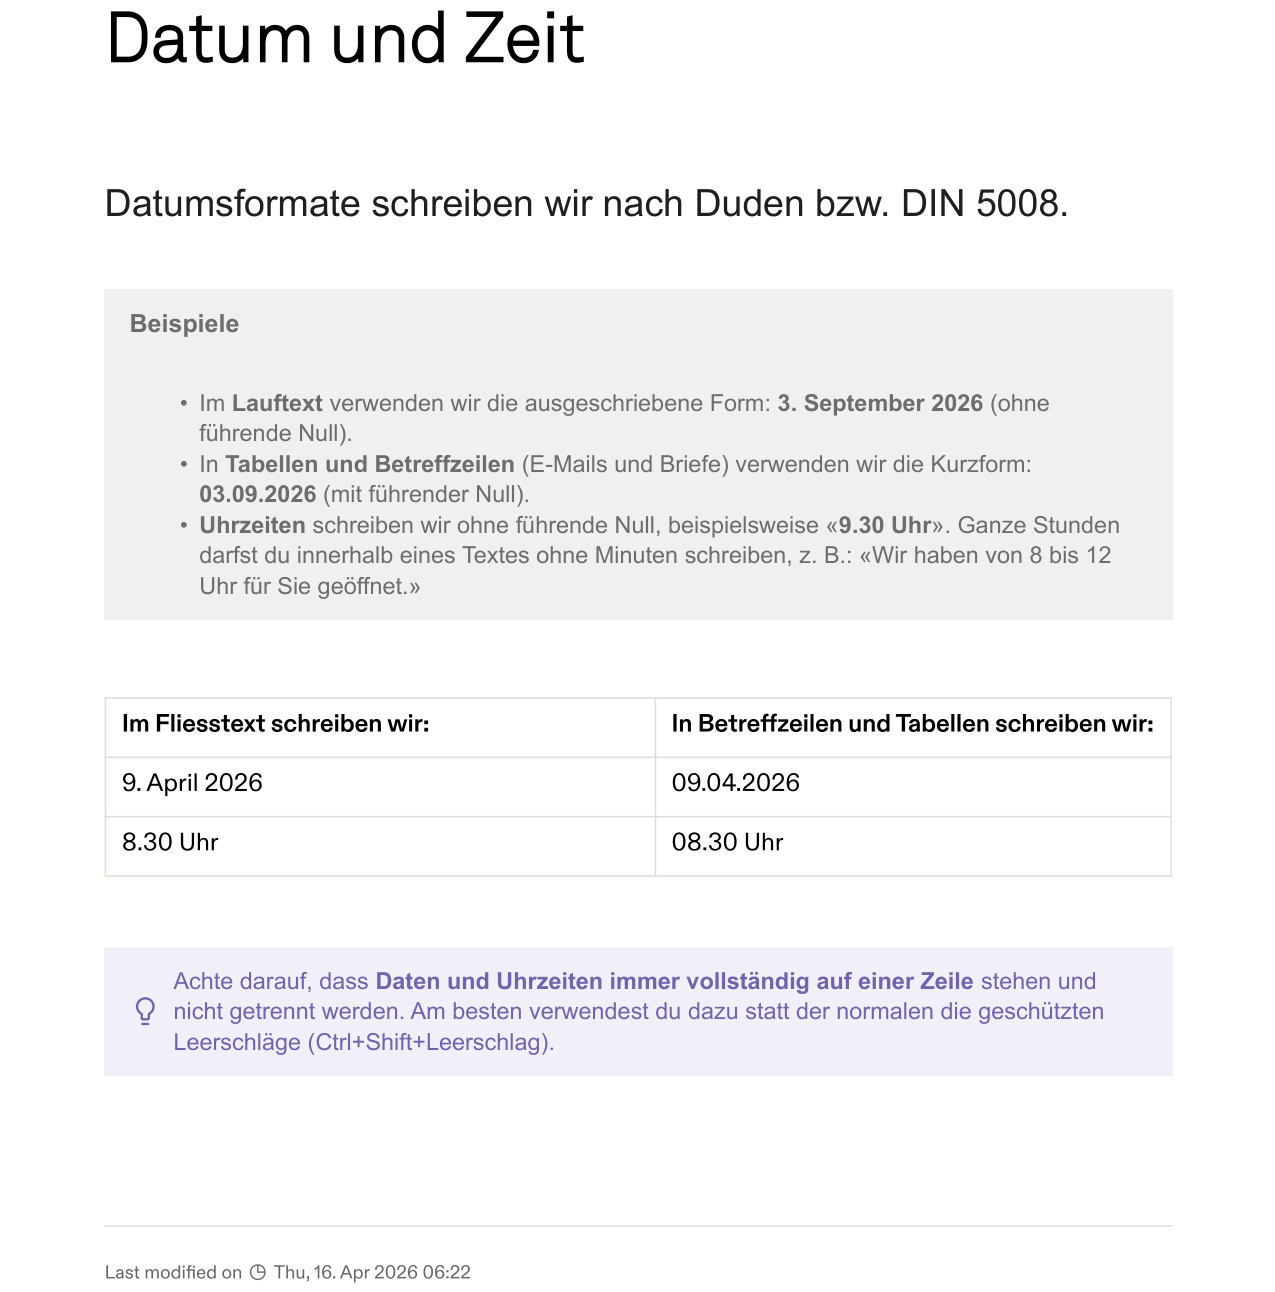 Datum und Zeit
Datumsformate schreiben wir nach Duden bzw. DIN 5008.
Beispiele
• Im Lauftext verwenden wir die ausgeschriebene Form: 3. September 2026 (ohne
führende Null).
• In Tabellen und Betreffzeilen (E-Mails und Briefe) verwenden wir die Kurzform:
03.09.2026 (mit führender Null).
• Uhrzeiten schreiben wir ohne führende Null, beispielsweise «9.30 Uhr». Ganze Stunden
darfst du innerhalb eines Textes ohne Minuten schreiben, z. B.: «Wir haben von 8 bis 12
Uhr für Sie geöffnet.»
Im Fliesstext schreiben wir: In Betreffzeilen und Tabellen schreiben wir:
9. April 2026 09.04.2026
8.30 Uhr 08.30 Uhr
Achte darauf, dass Daten und Uhrzeiten immer vollständig auf einer Zeile stehen und
nicht getrennt werden. Am besten verwendest du dazu statt der normalen die geschützten
Leerschläge (Ctrl+Shift+Leerschlag).
Last modified on Thu, 16. Apr 2026 06:22